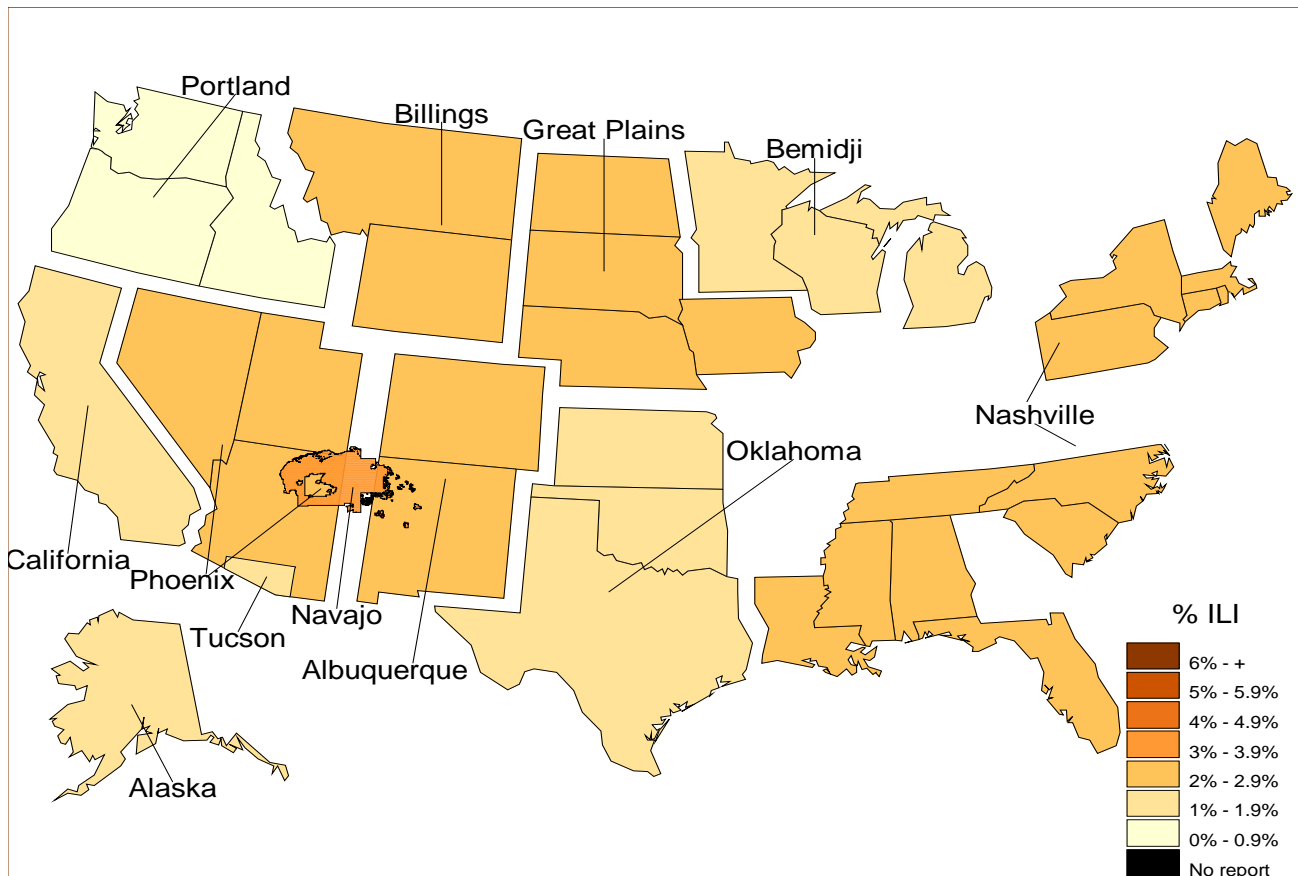 Portland
Billings
Great Plains
Bemidji
Nashville
Oklahoma
California
Phoenix
Navajo
Tucson
Albuquerque
Alaska
% ILI
6% - +
5% - 5.9%
4% - 4.9%
3% - 3.9%
2% - 2.9%
1% - 1.9%
0% - 0.9%
No report